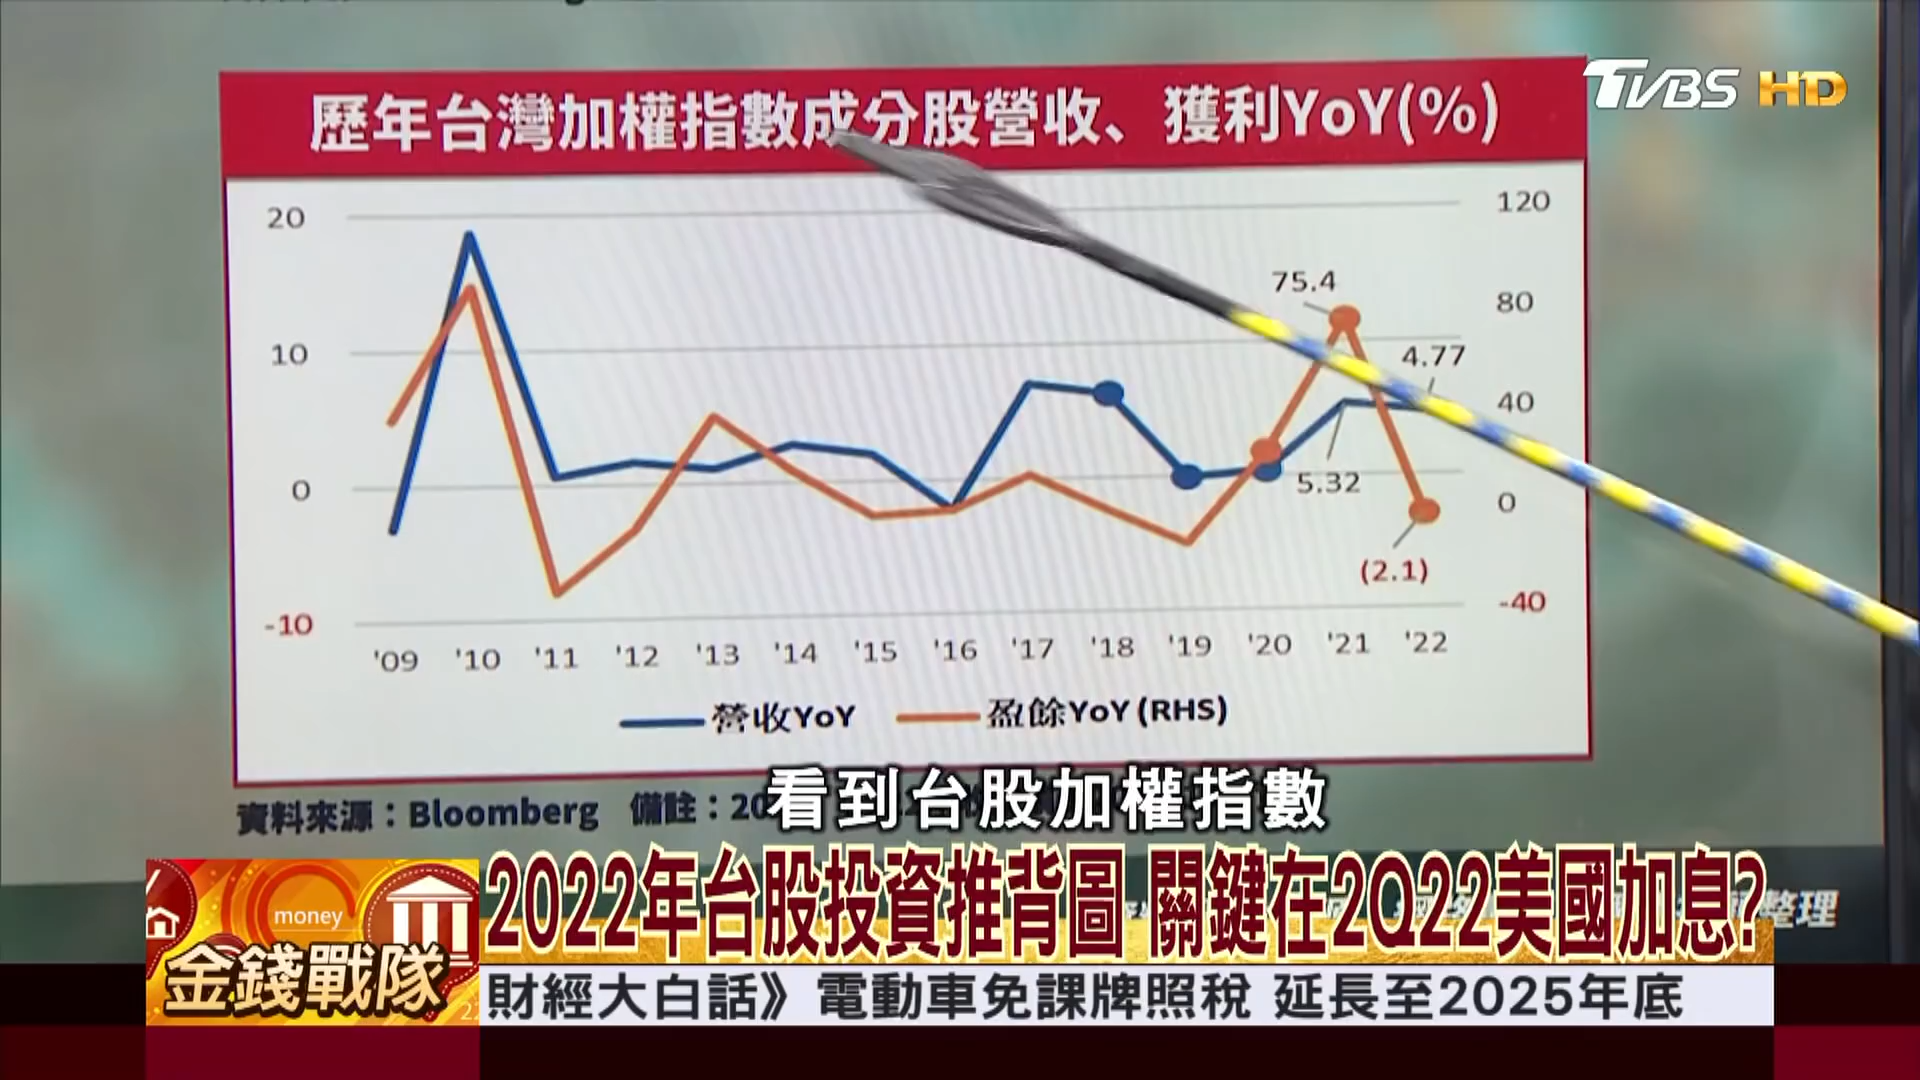 TVBS HD
歷年台灣加權指數成分股營收、獲利YoY(%)
20
120
75.4
80
10
4.77
40
0
5.32
0
(2.1)
-40
-10
'09 '10 '11 '12 '13 '14 '15 '16 '17 '18 '19 '20 '21 '22
營收YoY 盈餘YoY (RHS)
資料來源：Bloomberg 備註：20
看到台股加權指數
money
金錢戰隊
2022年台股投資推背圖 關鍵在2Q22美國加息?
整理
財經大白話》電動車免課牌照稅 延長至2025年底